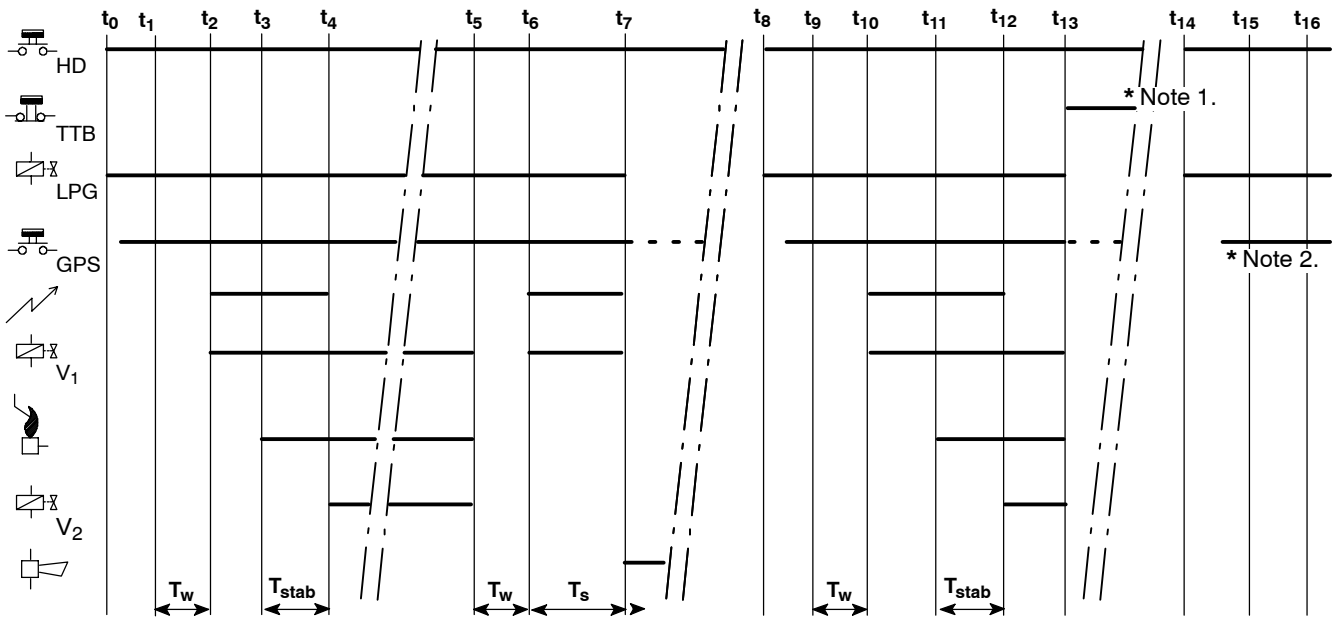 t0 t1 t2 t3 t4 t5 t6 t7 t8 t9 t10 t11 t12 t13 t14 t15 t16
HD
* Note 1.
TTB
LPG
GPS
* Note 2.
V1
V2
Tw Tstab Tw Ts Tw Tstab